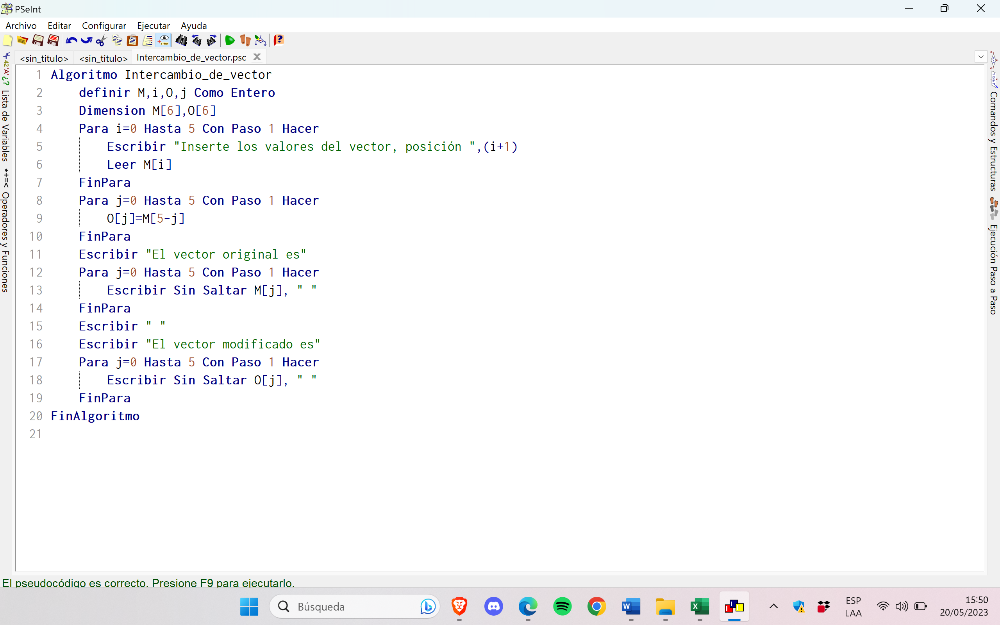 PSeInt
Archivo Editar Configurar Ejecutar Ayuda
<sin_titulo> <sin_titulo> Intercambio_de_vector.psc
1 Algoritmo Intercambio_de_vector
2 definir M,i,O,j Como Entero
3 Dimension M[6],O[6]
4 Para i=0 Hasta 5 Con Paso 1 Hacer
5 Escribir "Inserte los valores del vector, posición ",(i+1)
6 Leer M[i]
7 FinPara
8 Para j=0 Hasta 5 Con Paso 1 Hacer
9 O[j]=M[5-j]
10 FinPara
11 Escribir "El vector original es"
12 Para j=0 Hasta 5 Con Paso 1 Hacer
13 Escribir Sin Saltar M[j], " "
14 FinPara
15 Escribir " "
16 Escribir "El vector modificado es"
17 Para j=0 Hasta 5 Con Paso 1 Hacer
18 Escribir Sin Saltar O[j], " "
19 FinPara
20 FinAlgoritmo
21
42 'A' ¿? Lista de Variables
*+=< Operadores y Funciones
Comandos y Estructuras
Ejecución Paso a Paso
El pseudocódigo es correcto. Presione F9 para ejecutarlo.
Búsqueda
ESP
LAA
15:50
20/05/2023